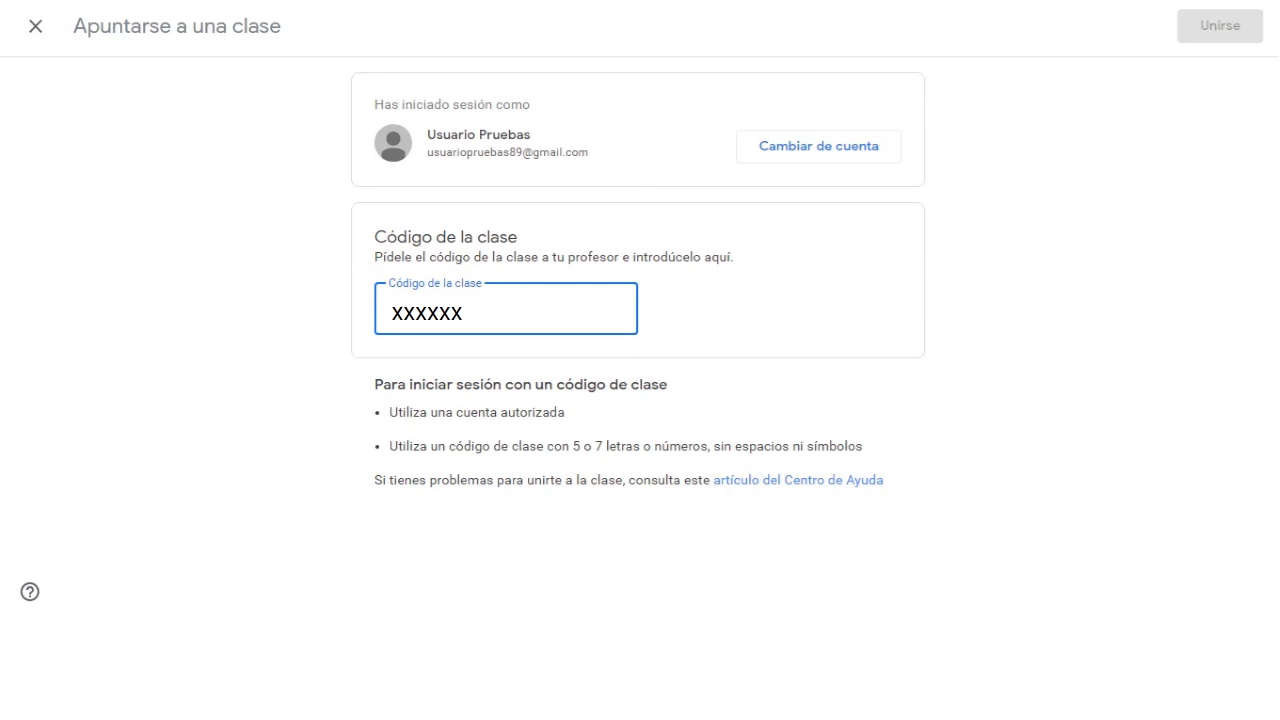 Apuntarse a una clase
Unirse
Has iniciado sesión como
Usuario Pruebas
usuariopruebas89@gmail.com
Cambiar de cuenta
Código de la clase
Pídele el código de la clase a tu profesor e introdúcelo aquí.
Código de la clase
XXXXXX
Para iniciar sesión con un código de clase
• Utiliza una cuenta autorizada
• Utiliza un código de clase con 5 o 7 letras o números, sin espacios ni símbolos
Si tienes problemas para unirte a la clase, consulta este artículo del Centro de Ayuda